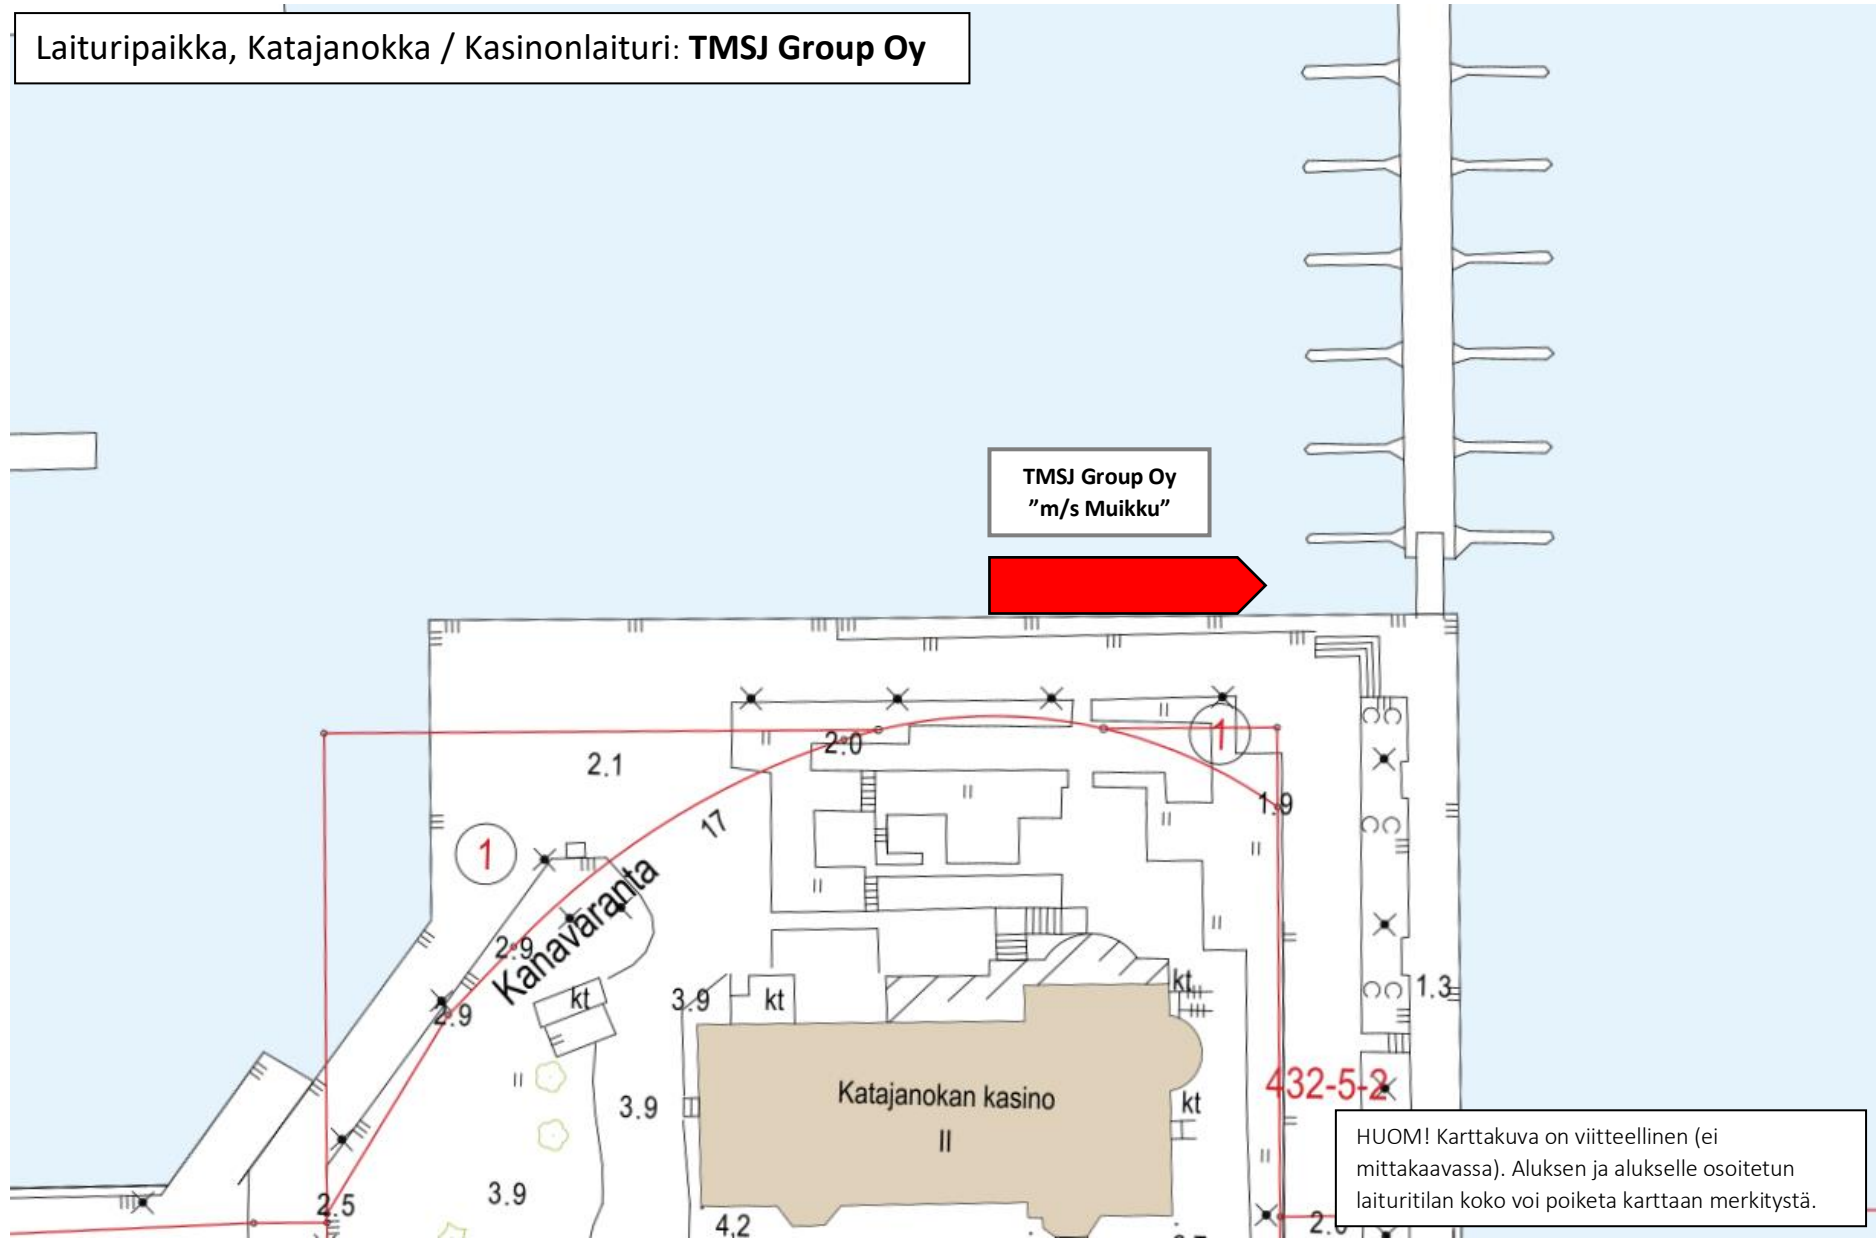 Laituripaikka, Katajanokka / Kasinonlaituri: TMSJ Group Oy
TMSJ Group Oy
”m/s Muikku”
2.0
1
2.1
17
1.9
1
Kanavaranta
2.9
2.9
kt
3.9
kt
kt
1.3
Katajanokan kasino
II
432-5-2
3.9
kt
3.9
2.5
4,2
HUOM! Karttakuva on viitteellinen (ei
mittakaavassa). Aluksen ja alukselle osoitetun
laituritilan koko voi poiketa karttaan merkitystä.